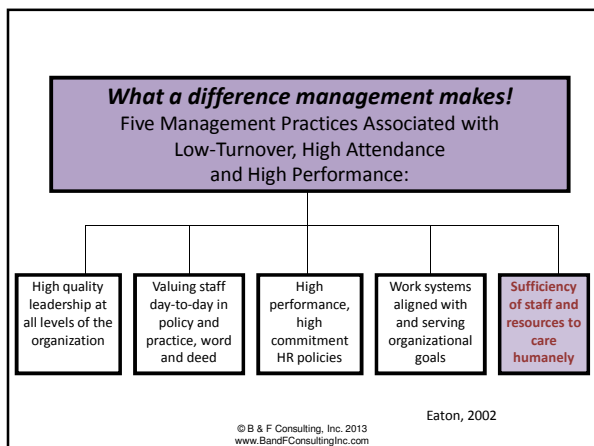 What a difference management makes!
Five Management Practices Associated with
Low-Turnover, High Attendance
and High Performance:
High quality
leadership at
all levels of the
organization
Valuing staff
day-to-day in
policy and
practice, word
and deed
High
performance,
high
commitment
HR policies
Work systems
aligned with
and serving
organizational
goals
Sufficiency
of staff and
resources to
care
humanely
Eaton, 2002
© B & F Consulting, Inc. 2013
www.BandFConsultingInc.com